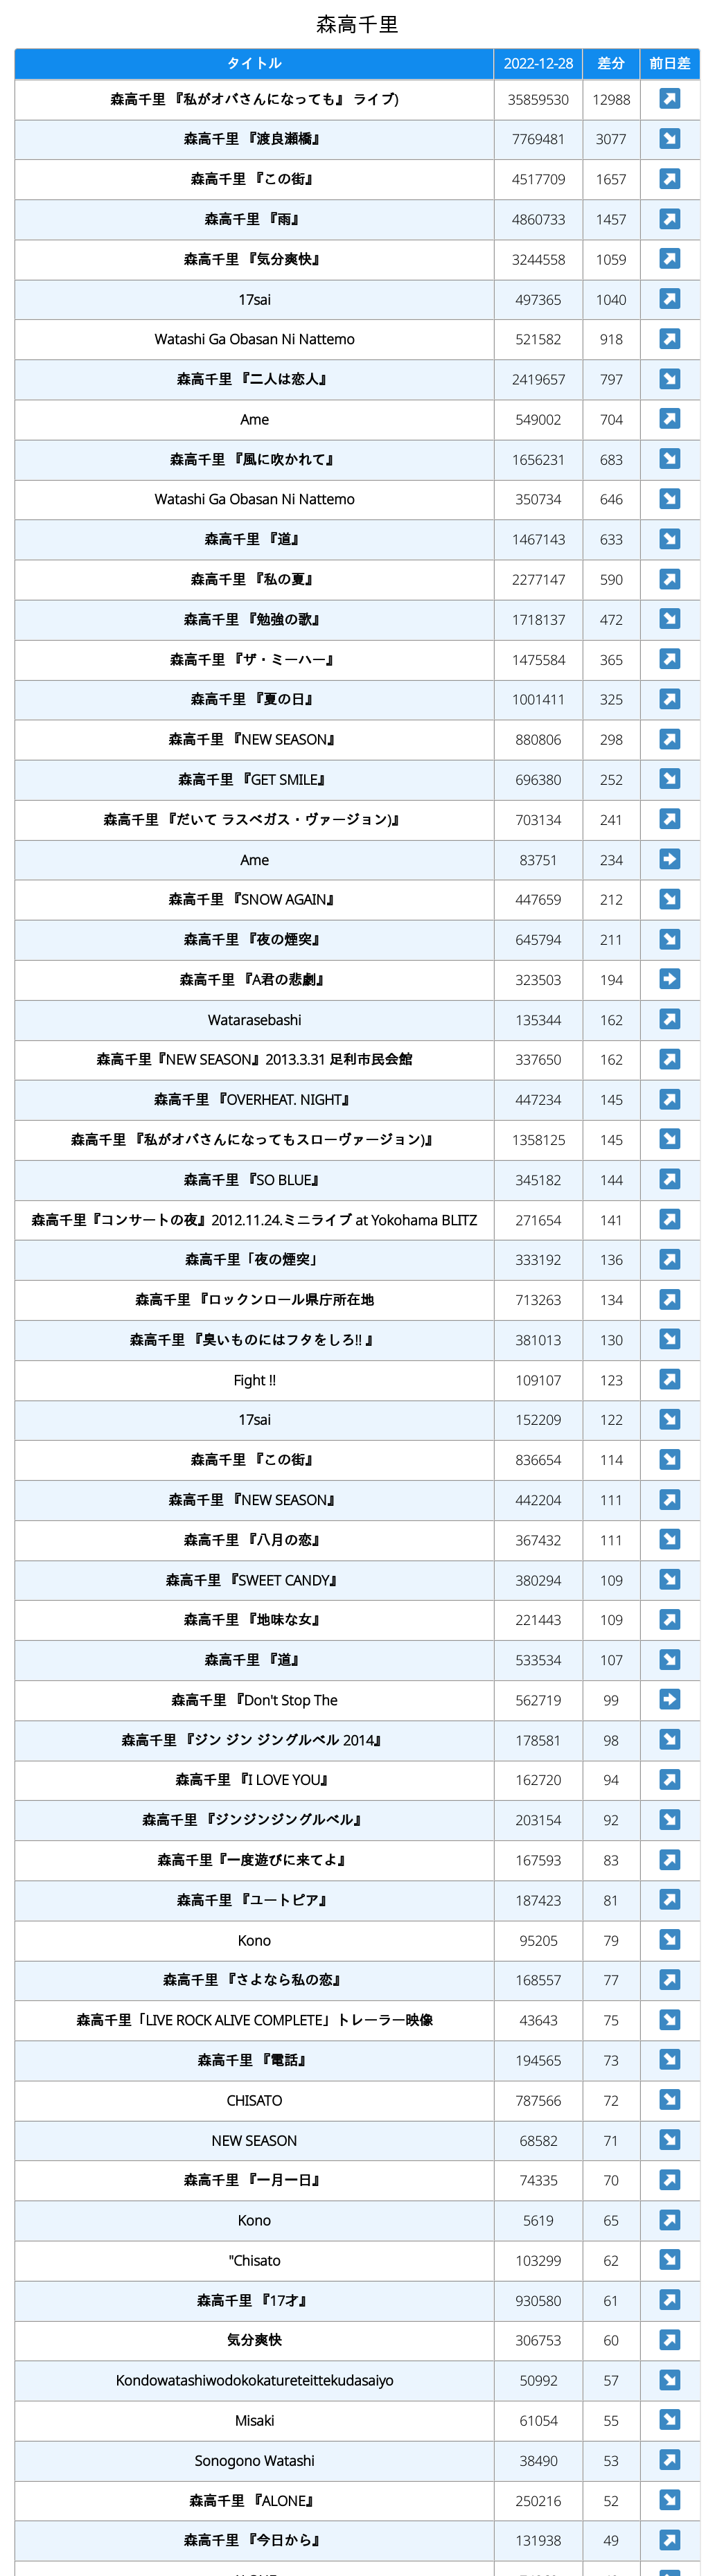 森高千里
タイトル 2022-12-28 差分 前日差
森高千里 『私がオバさんになっても』 ライブ) 35859530 12988
森高千里 『渡良瀬橋』 7769481 3077
森高千里 『この街』 4517709 1657
森高千里 『雨』 4860733 1457
森高千里 『気分爽快』 3244558 1059
17sai 497365 1040
Watashi Ga Obasan Ni Nattemo 521582 918
森高千里 『二人は恋人』 2419657 797
Ame 549002 704
森高千里 『風に吹かれて』 1656231 683
Watashi Ga Obasan Ni Nattemo 350734 646
森高千里 『道』 1467143 633
森高千里 『私の夏』 2277147 590
森高千里 『勉強の歌』 1718137 472
森高千里 『ザ・ミーハー』 1475584 365
森高千里 『夏の日』 1001411 325
森高千里 『NEW SEASON』 880806 298
森高千里 『GET SMILE』 696380 252
森高千里 『だいて ラスベガス・ヴァージョン)』 703134 241
Ame 83751 234
森高千里 『SNOW AGAIN』 447659 212
森高千里 『夜の煙突』 645794 211
森高千里 『A君の悲劇』 323503 194
Watarasebashi 135344 162
森高千里『NEW SEASON』2013.3.31 足利市民会館 337650 162
森高千里 『OVERHEAT. NIGHT』 447234 145
森高千里 『私がオバさんになってもスローヴァージョン)』 1358125 145
森高千里 『SO BLUE』 345182 144
森高千里『コンサートの夜』2012.11.24.ミニライブ at Yokohama BLITZ 271654 141
森高千里「夜の煙突」 333192 136
森高千里 『ロックンロール県庁所在地 713263 134
森高千里 『臭いものにはフタをしろ!! 』 381013 130
Fight !! 109107 123
17sai 152209 122
森高千里 『この街』 836654 114
森高千里 『NEW SEASON』 442204 111
森高千里 『八月の恋』 367432 111
森高千里 『SWEET CANDY』 380294 109
森高千里 『地味な女』 221443 109
森高千里 『道』 533534 107
森高千里 『Don't Stop The 562719 99
森高千里 『ジン ジン ジングルベル 2014』 178581 98
森高千里 『I LOVE YOU』 162720 94
森高千里 『ジンジンジングルベル』 203154 92
森高千里『一度遊びに来てよ』 167593 83
森高千里 『ユートピア』 187423 81
Kono 95205 79
森高千里 『さよなら私の恋』 168557 77
森高千里「LIVE ROCK ALIVE COMPLETE」トレーラー映像 43643 75
森高千里 『電話』 194565 73
CHISATO 787566 72
NEW SEASON 68582 71
森高千里 『一月一日』 74335 70
Kono 5619 65
"Chisato 103299 62
森高千里 『17才』 930580 61
気分爽快 306753 60
Kondowatashiwodokokatureteittekudasaiyo 50992 57
Misaki 61054 55
Sonogono Watashi 38490 53
森高千里 『ALONE』 250216 52
森高千里 『今日から』 131938 49